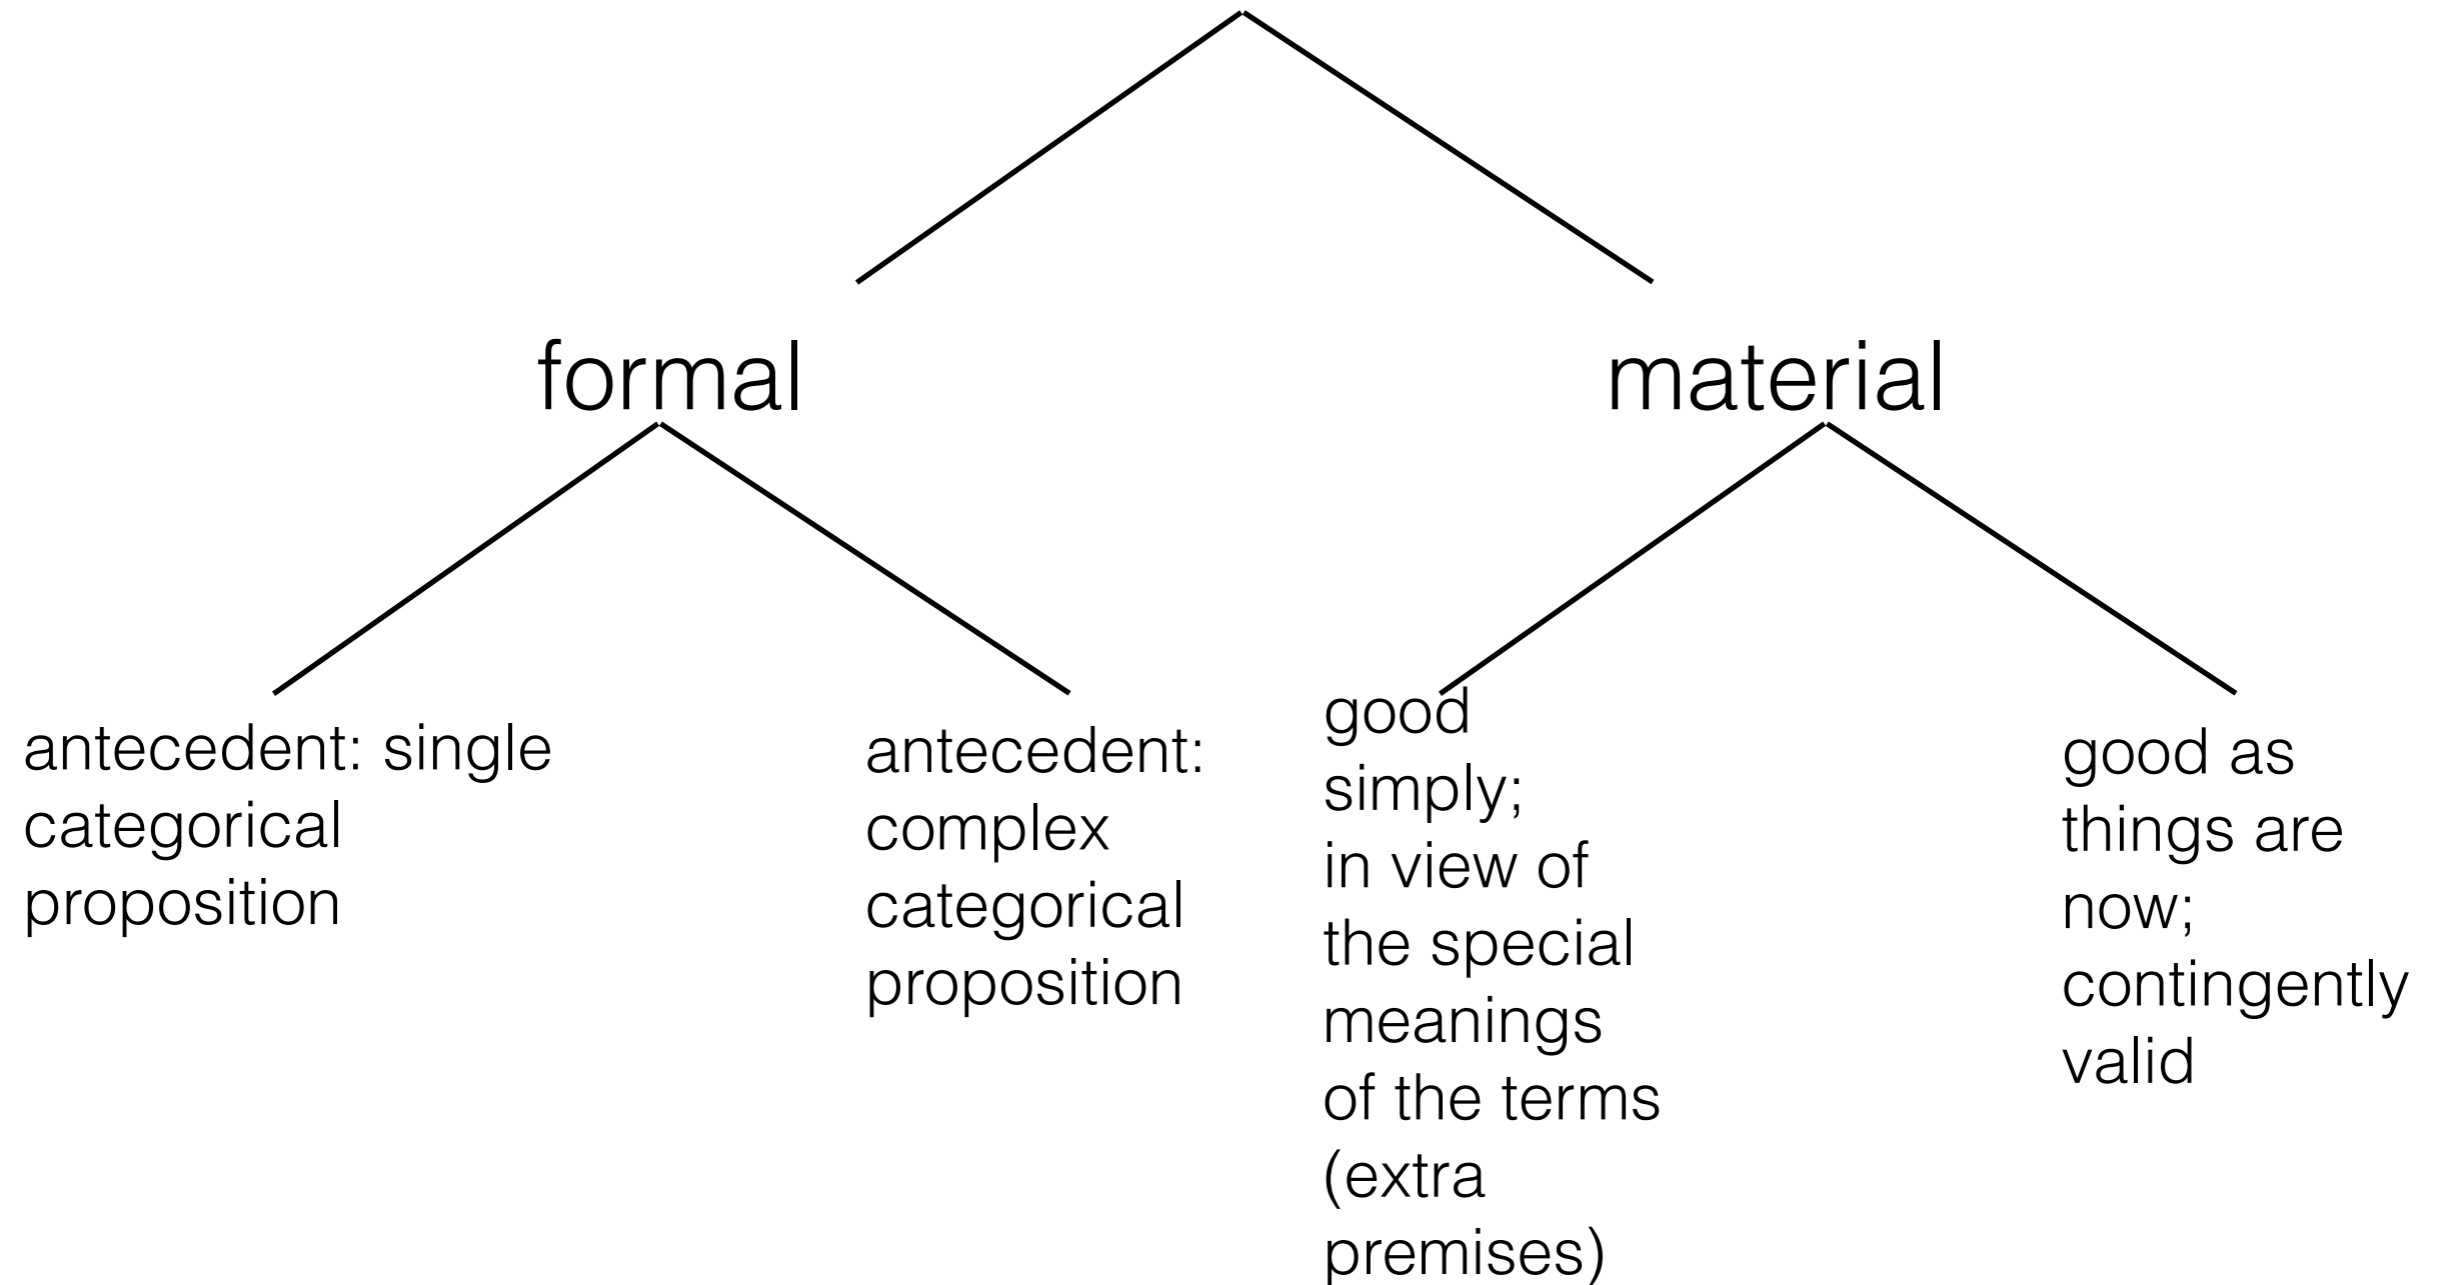 formal
material
antecedent: single
categorical
proposition
antecedent:
complex
categorical
proposition
good
simply;
in view of
the special
meanings
of the terms
(extra
premises)
good as
things are
now;
contingently
valid